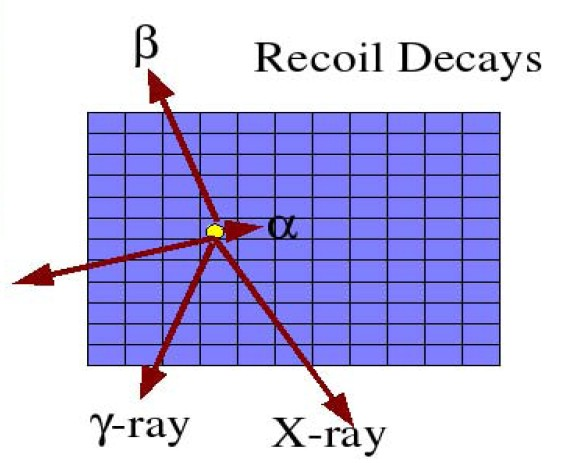 β
Recoil Decays
α
γ-ray
X-ray